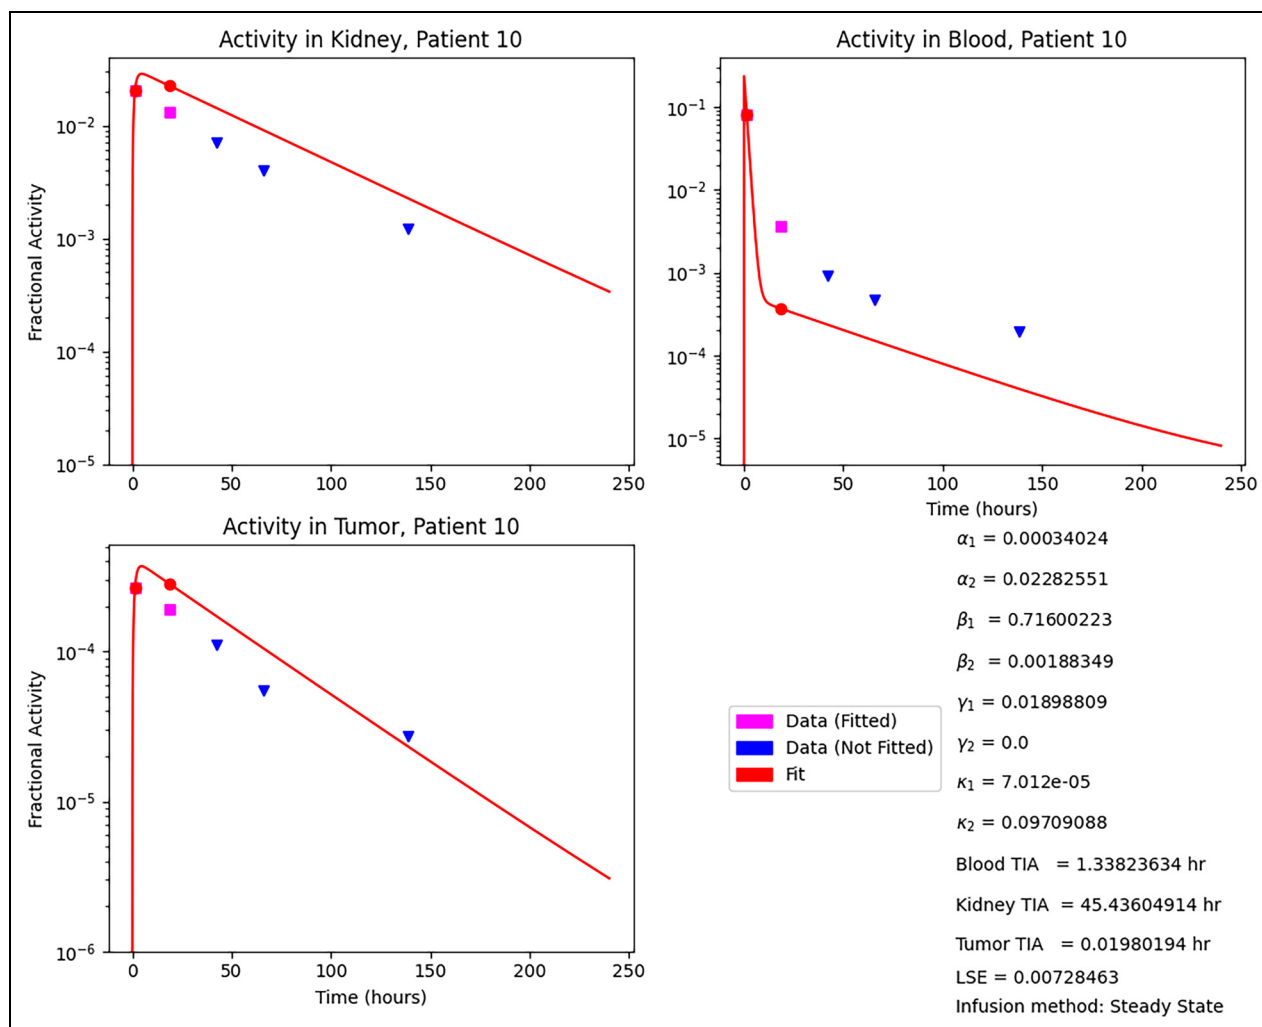 Activity in Kidney, Patient 10
Fractional Activity
10⁻²
10⁻³
10⁻⁴
10⁻⁵
0 50 100 150 200 250
Activity in Blood, Patient 10
10⁻¹
10⁻²
10⁻³
10⁻⁴
10⁻⁵
0 50 100 150 200 250
Time (hours)
Activity in Tumor, Patient 10
Fractional Activity
10⁻⁴
10⁻⁵
10⁻⁶
0 50 100 150 200 250
Time (hours)
Data (Fitted)
Data (Not Fitted)
Fit
α₁ = 0.00034024
α₂ = 0.02282551
β₁ = 0.71600223
β₂ = 0.00188349
γ₁ = 0.01898809
γ₂ = 0.0
κ₁ = 7.012e-05
κ₂ = 0.09709088
Blood TIA = 1.33823634 hr
Kidney TIA = 45.43604914 hr
Tumor TIA = 0.01980194 hr
LSE = 0.00728463
Infusion method: Steady State